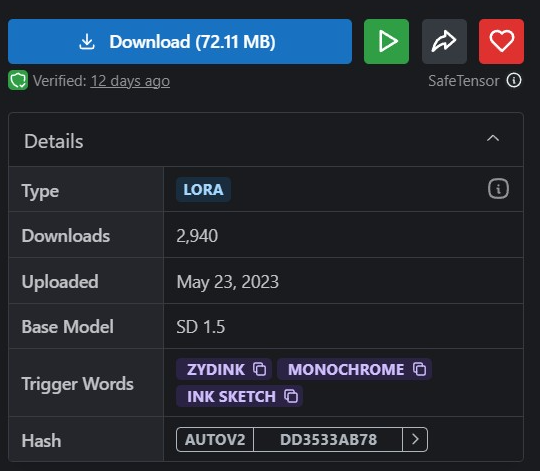 Download (72.11 MB)
Verified: 12 days ago SafeTensor
Details
Type LORA
Downloads 2,940
Uploaded May 23, 2023
Base Model SD 1.5
Trigger Words ZYDINK MONOCHROME
INK SKETCH
Hash AUTOV2 DD3533AB78